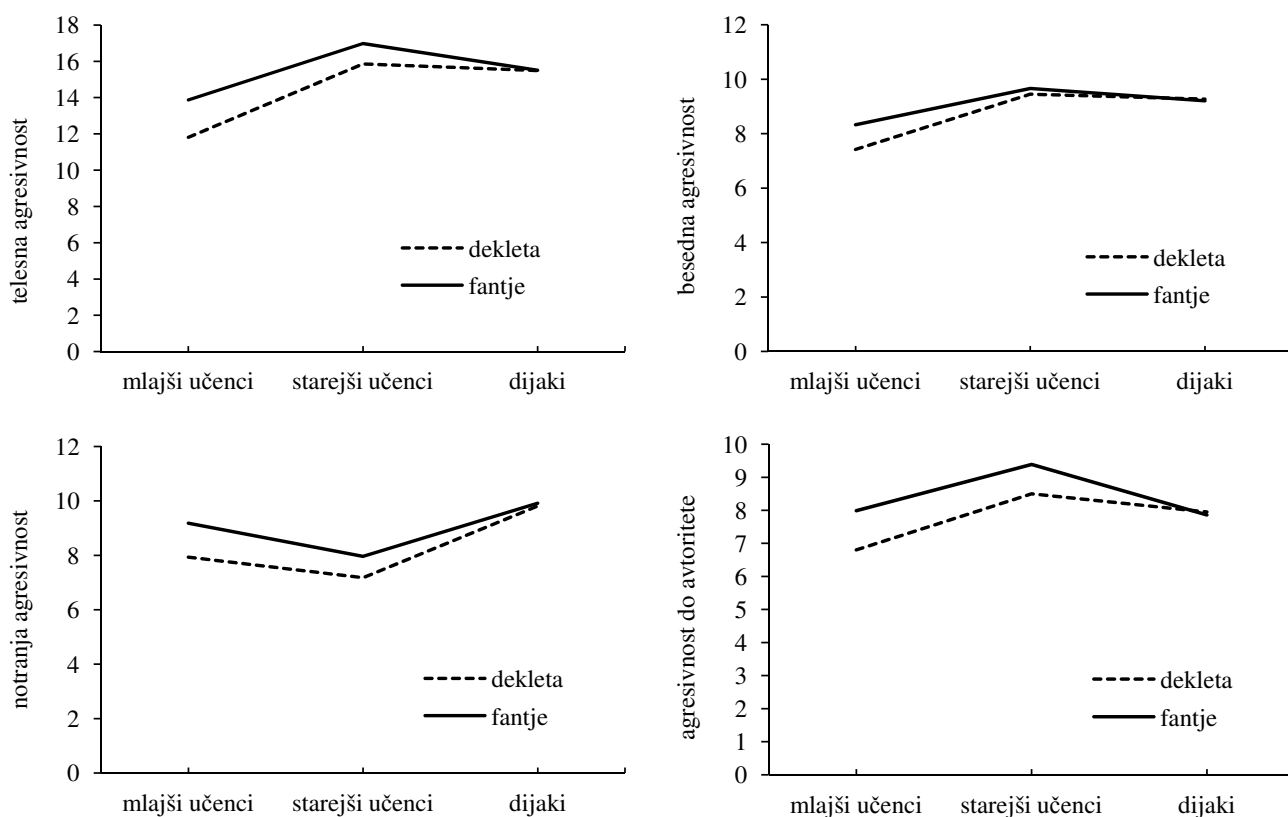 telesna agresivnost
18
16
14
12
10
8
6
4
2
0
dekleta
fantje
mlajši učenci starejši učenci dijaki
besedna agresivnost
12
10
8
6
4
2
0
dekleta
fantje
mlajši učenci starejši učenci dijaki
notranja agresivnost
12
10
8
6
4
2
0
dekleta
fantje
mlajši učenci starejši učenci dijaki
agresivnost do avtoritete
10
9
8
7
6
5
4
3
2
1
0
dekleta
fantje
mlajši učenci starejši učenci dijaki